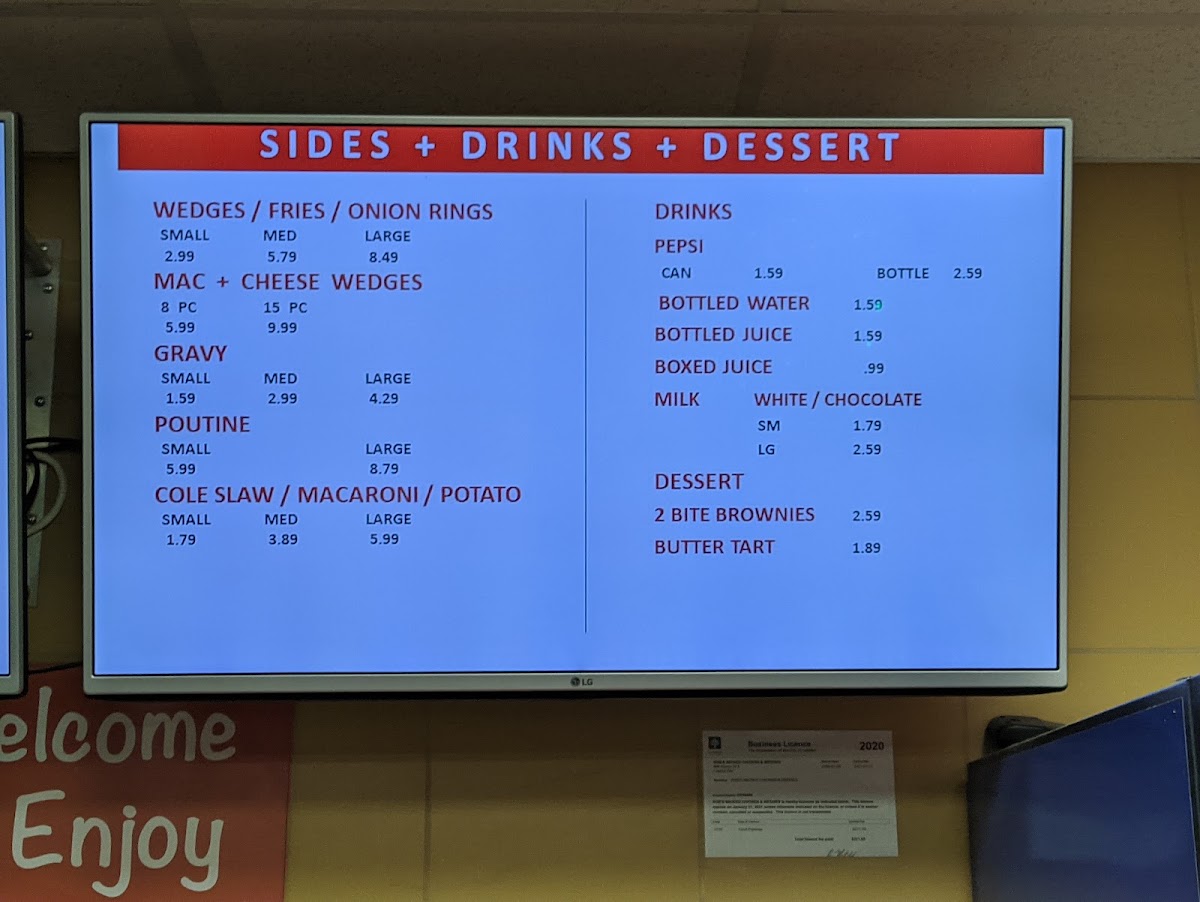 SIDES + DRINKS + DESSERT
WEDGES / FRIES / ONION RINGS
SMALL MED LARGE
2.99 5.79 8.49
MAC + CHEESE WEDGES
8 PC 15 PC
5.99 9.99
GRAVY
SMALL MED LARGE
1.59 2.99 4.29
POUTINE
SMALL LARGE
5.99 8.79
COLE SLAW / MACARONI / POTATO
SMALL MED LARGE
1.79 3.89 5.99
DRINKS
PEPSI
CAN 1.59 BOTTLE 2.59
BOTTLED WATER 1.59
BOTTLED JUICE 1.59
BOXED JUICE .99
MILK WHITE / CHOCOLATE
SM 1.79
LG 2.59
DESSERT
2 BITE BROWNIES 2.59
BUTTER TART 1.89
LG
elcome
Enjoy
Business Licence 2020